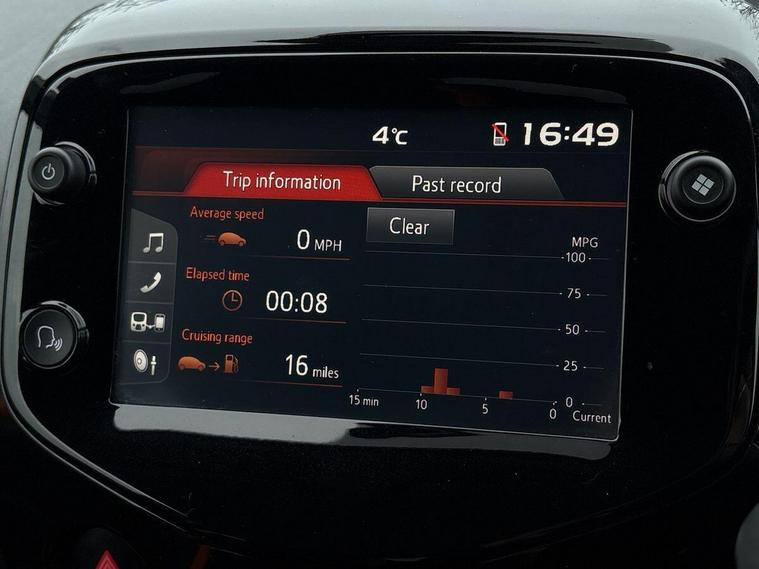 4°C
16:49
Trip information
Past record
Average speed
0 MPH
Clear
Elapsed time
00:08
Cruising range
16 miles
MPG
100
75
50
25
0
15 min
10
5
0
Current